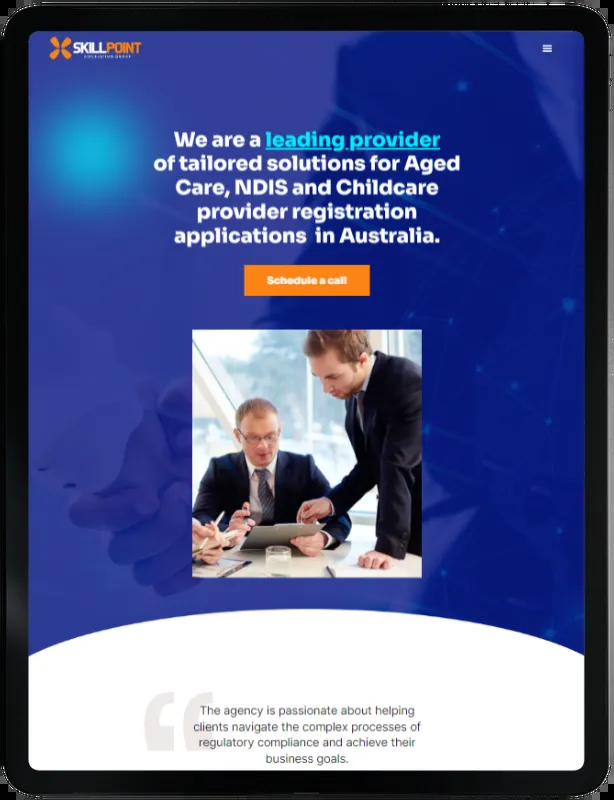 SKILLPOINT
CONSULTING GROUP
We are a leading provider
of tailored solutions for Aged
Care, NDIS and Childcare
provider registration
applications in Australia.
Schedule a call
The agency is passionate about helping
clients navigate the complex processes of
regulatory compliance and achieve their
business goals.